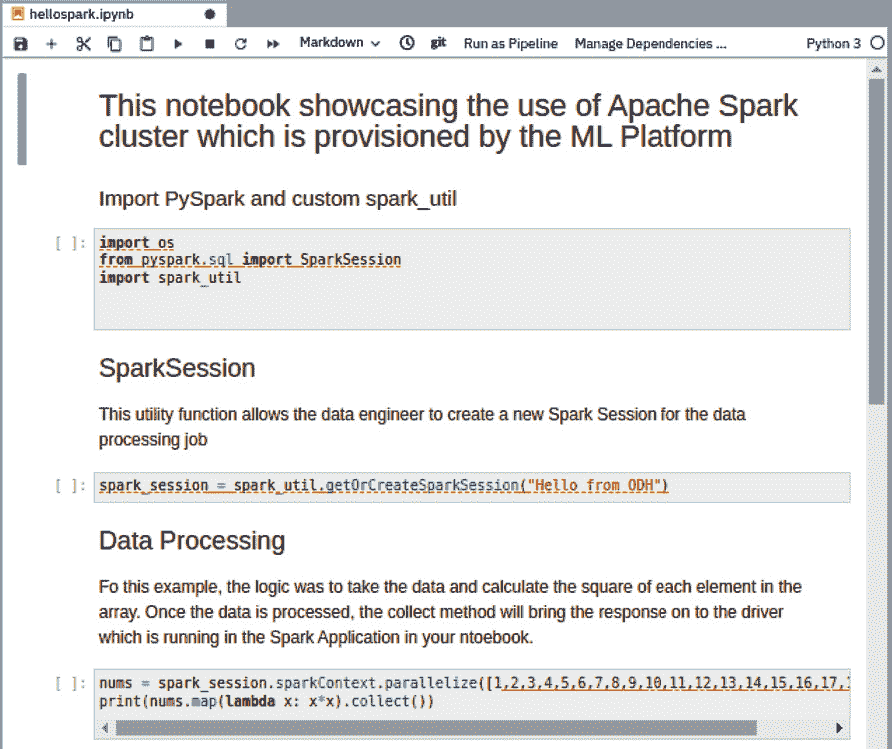 hellospark.ipynb
Markdown
git
Run as Pipeline
Manage Dependencies ...
Python 3
This notebook showcasing the use of Apache Spark
cluster which is provisioned by the ML Platform
Import PySpark and custom spark_util
[ ]:
import os
from pyspark.sql import SparkSession
import spark_util
SparkSession
This utility function allows the data engineer to create a new Spark Session for the data
processing job
[ ]:
spark_session = spark_util.getOrCreateSparkSession("Hello from ODH")
Data Processing
Fo this example, the logic was to take the data and calculate the square of each element in the
array. Once the data is processed, the collect method will bring the response on to the driver
which is running in the Spark Application in your ntoebook.
[ ]:
nums = spark_session.sparkContext.parallelize([1,2,3,4,5,6,7,8,9,10,11,12,13,14,15,16,17,
print(nums.map(lambda x: x*x).collect())